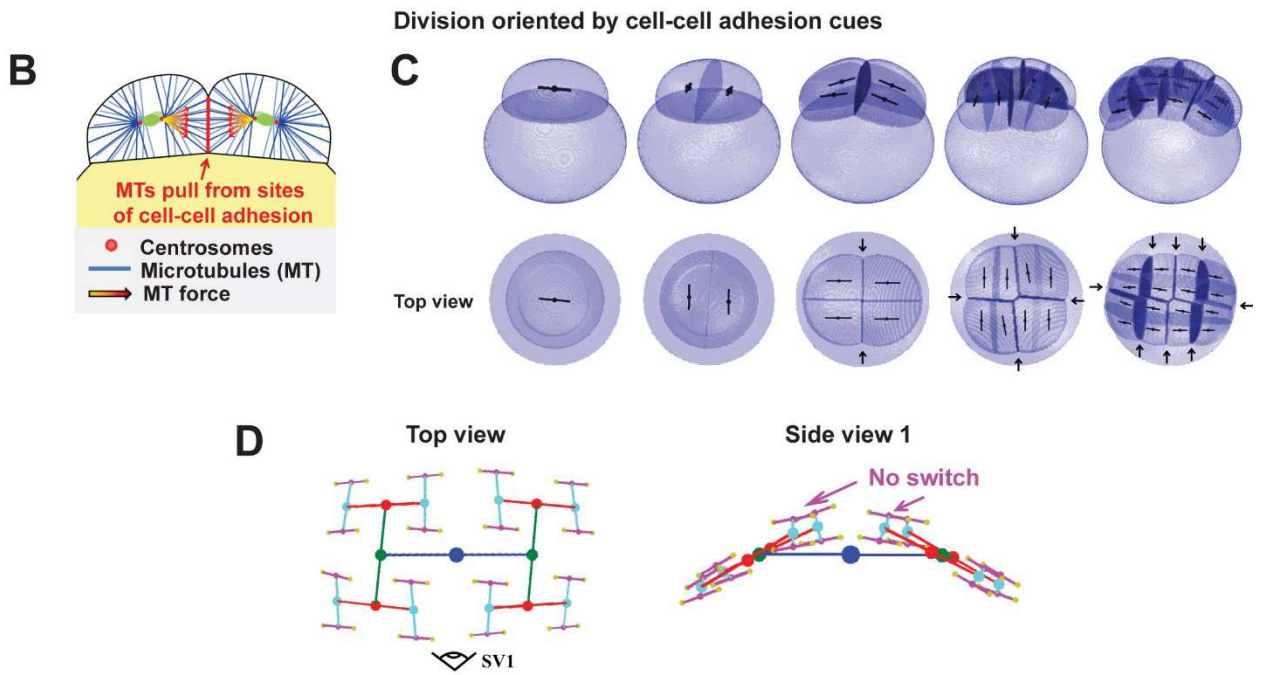 Division oriented by cell-cell adhesion cues
B
C
MTs pull from sites
of cell-cell adhesion
Centrosomes
Microtubules (MT)
MT force
Top view
D
Top view
Side view 1
No switch
SV1